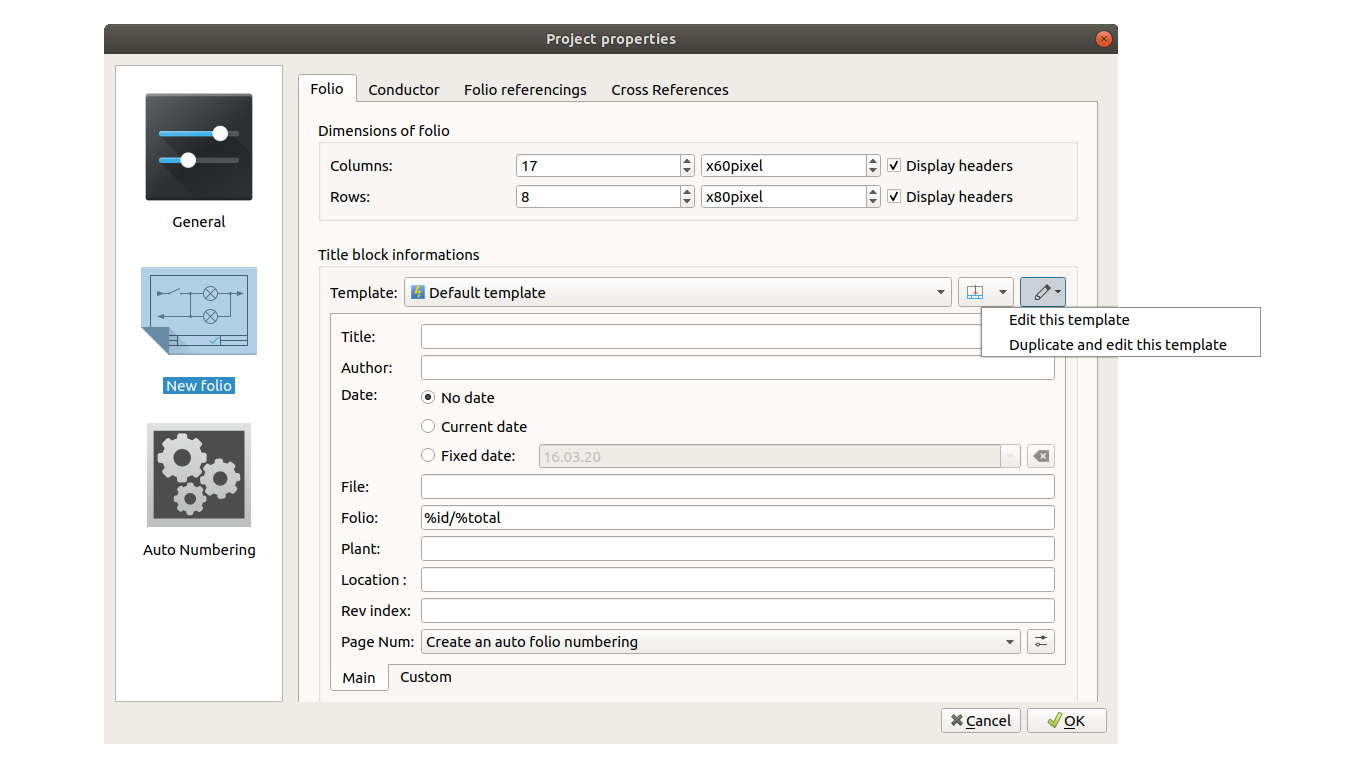 Project properties
General
New folio
Auto Numbering
Folio Conductor Folio referencings Cross References
Dimensions of folio
Columns: 17 x60pixel Display headers
Rows: 8 x80pixel Display headers
Title block informations
Template: Default template
Edit this template
Duplicate and edit this template
Title:
Author:
Date: No date
Current date
Fixed date: 16.03.20
File:
Folio: %id/%total
Plant:
Location :
Rev index:
Page Num: Create an auto folio numbering
Main Custom
Cancel OK